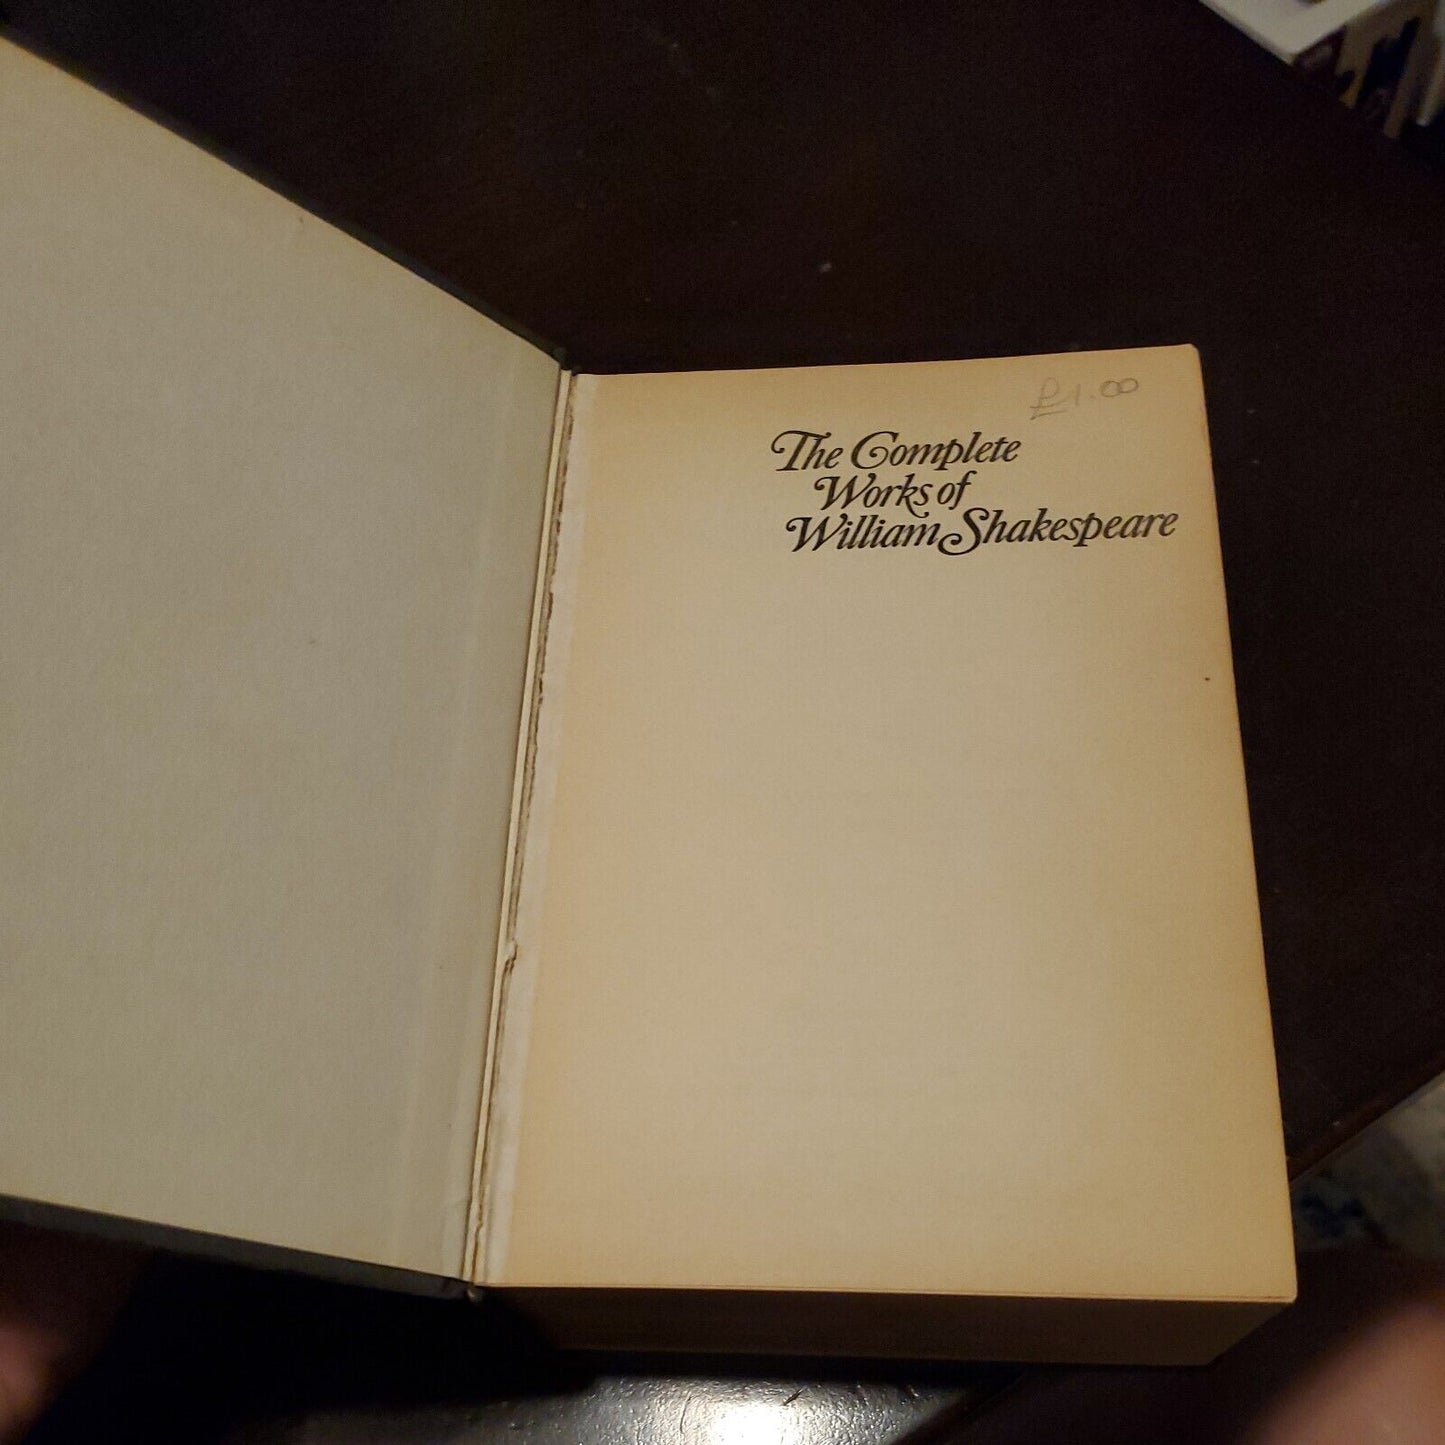 £1.00
The Complete
Works of
William Shakespeare